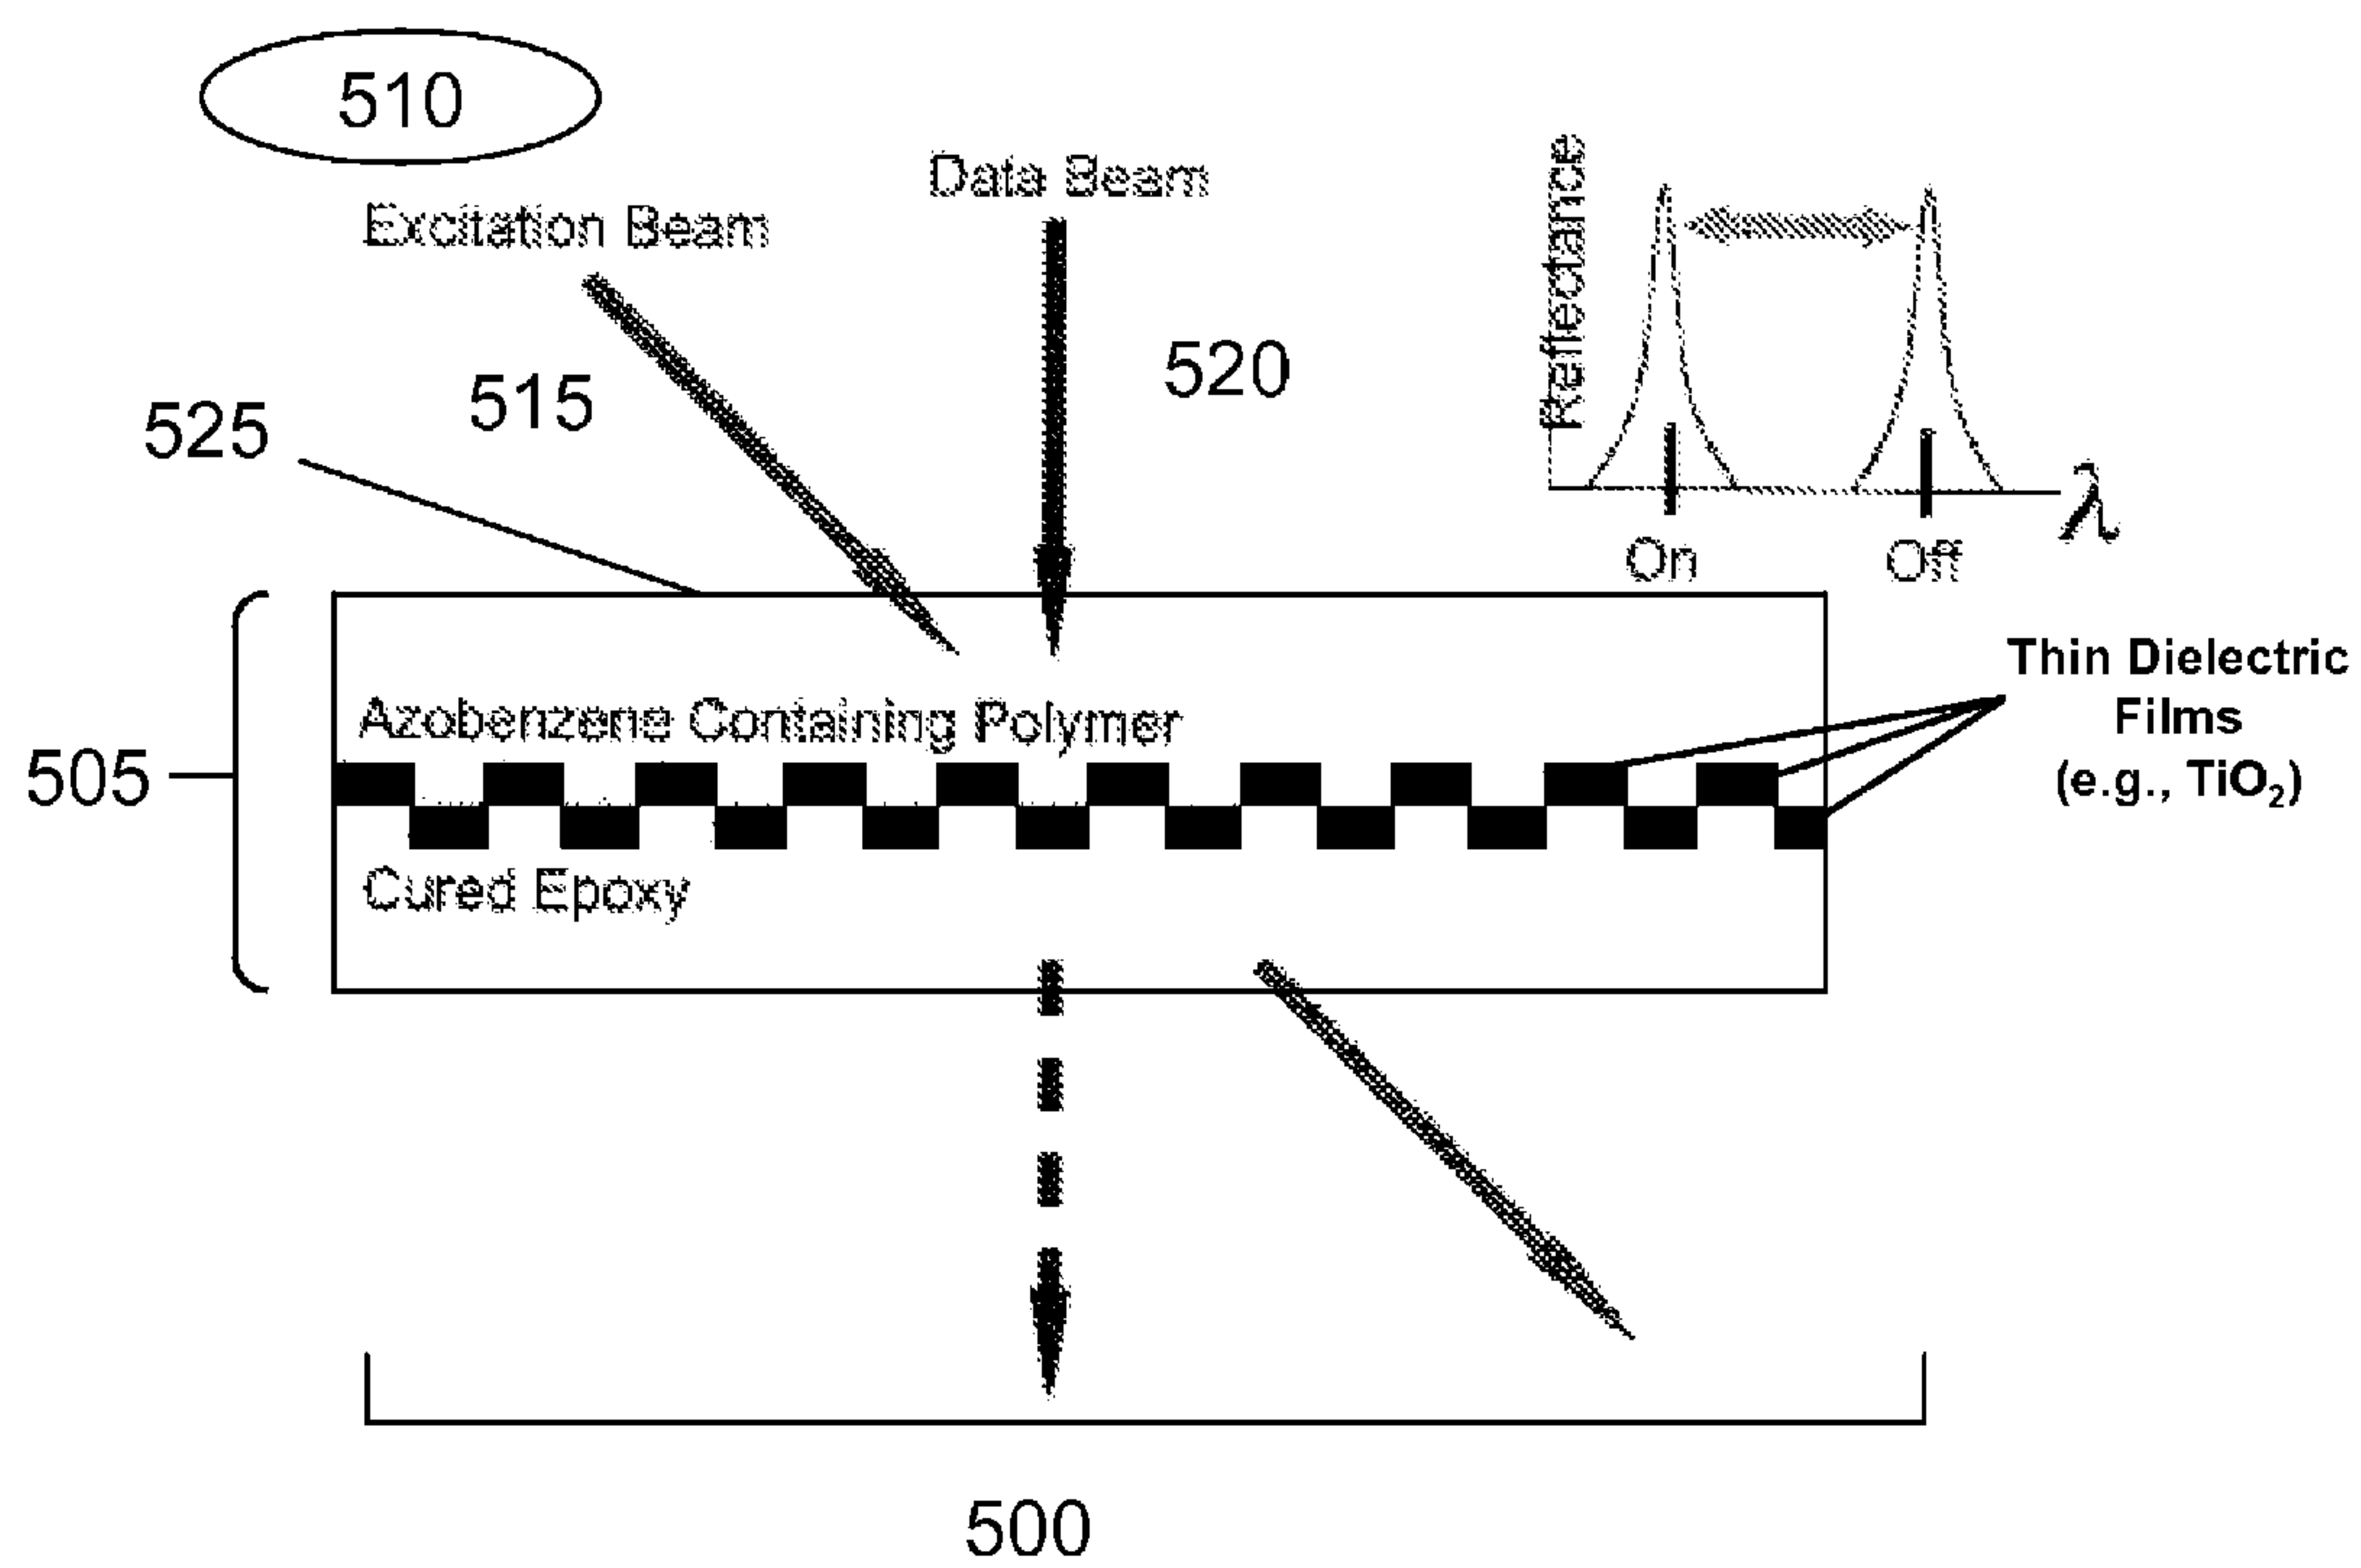 510
Data Beam
Excitation Beam
Reflectance
520
515
525
λ
On
Off
Thin Dielectric
Films
(e.g., TiO₂)
Azobenzene Containing Polymer
505
Cured Epoxy
500